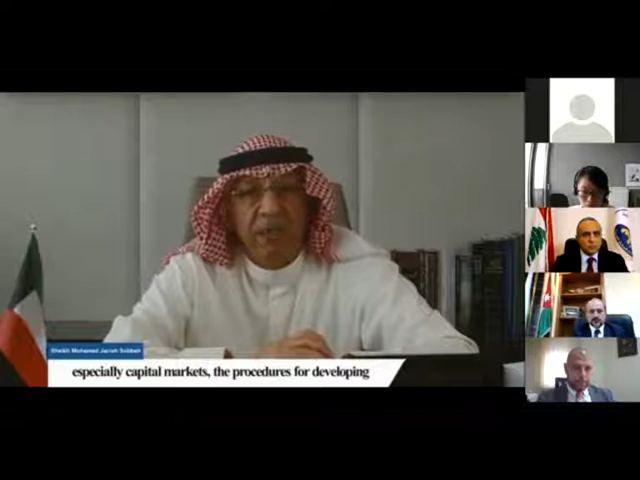 Sheikh Mohamed Jarrah Sabbah
especially capital markets, the procedures for developing